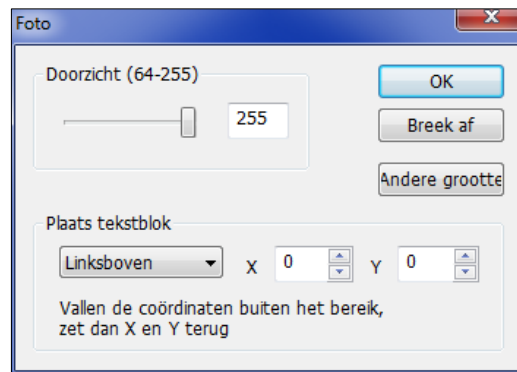 Foto
Doorzicht (64-255)
255
OK
Breek af
Andere grootte
Plaats tekstblok
Linksboven X 0 Y 0
Vallen de coördinaten buiten het bereik,
zet dan X en Y terug